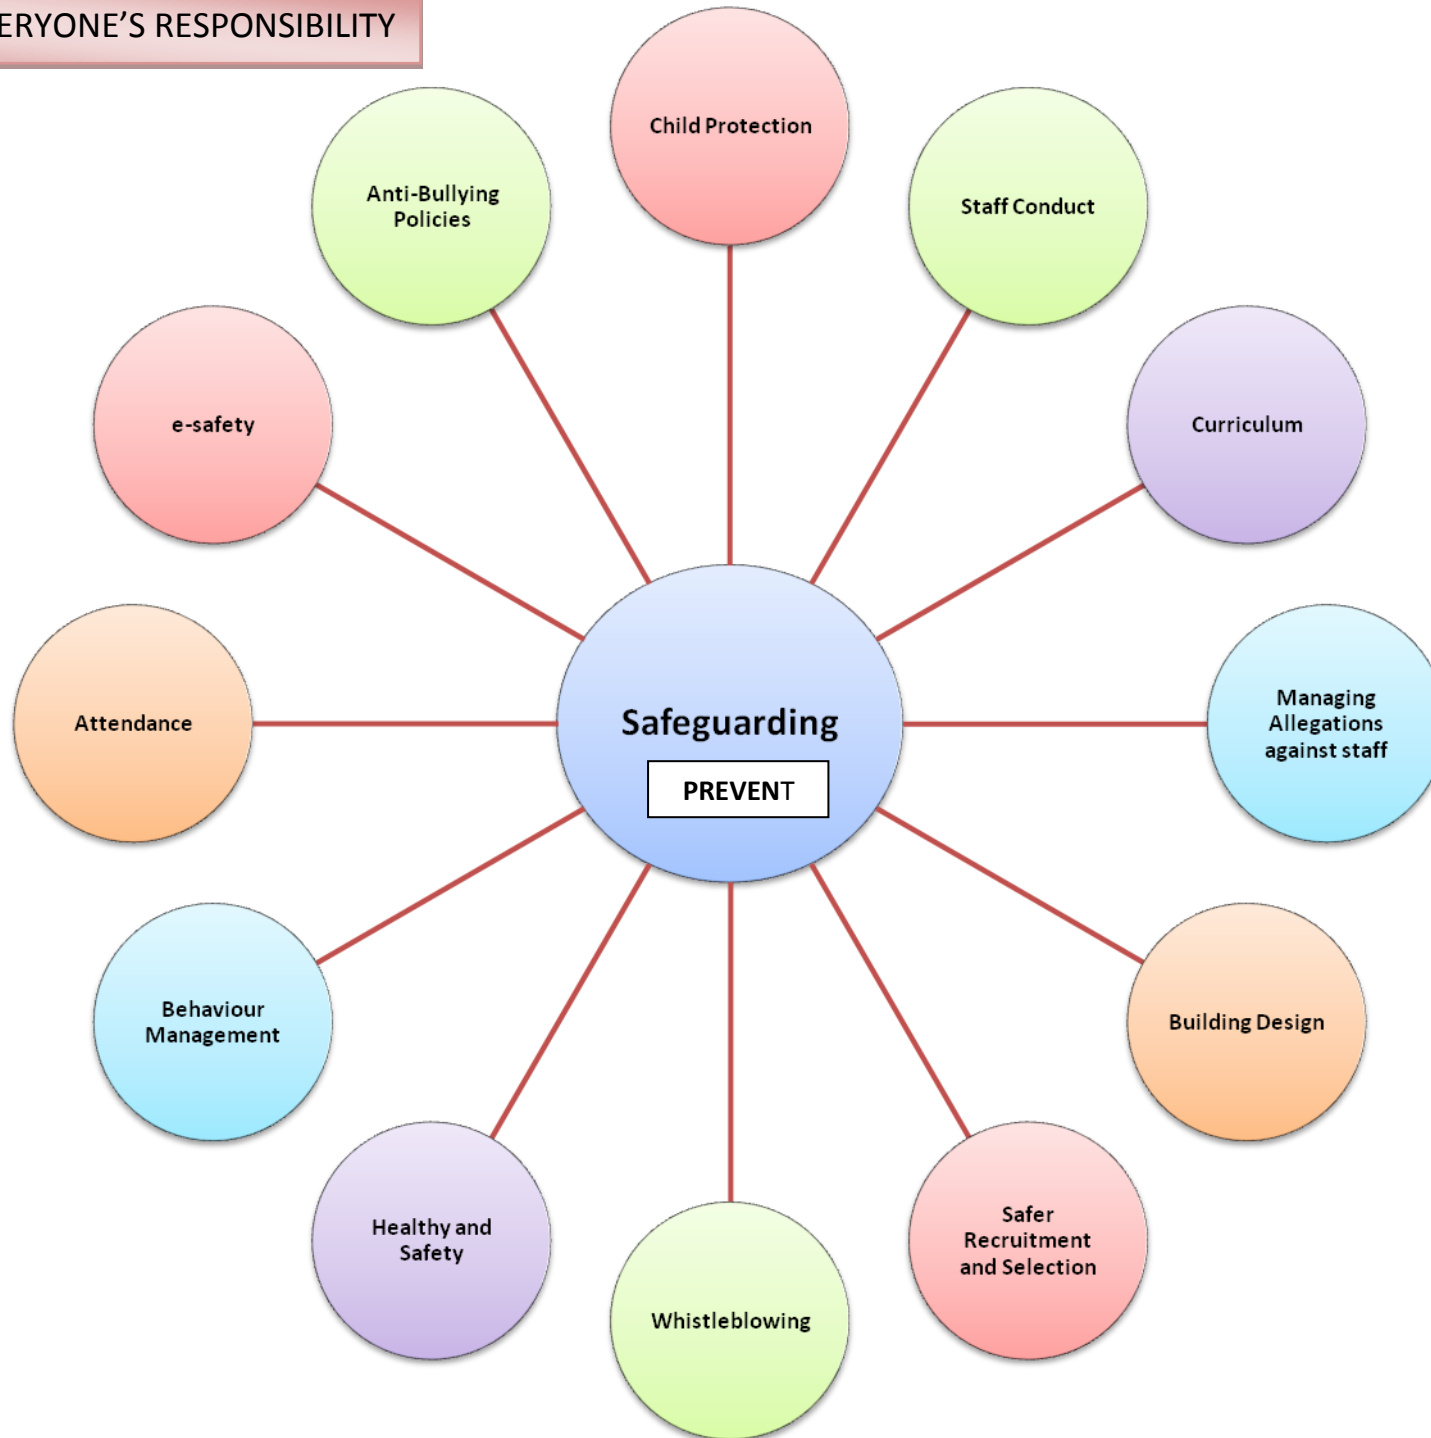 ERYONE’S RESPONSIBILITY
Child Protection
Staff Conduct
Curriculum
Managing
Allegations
against staff
Building Design
Safer
Recruitment
and Selection
Whistleblowing
Healthy and
Safety
Behaviour
Management
Attendance
e-safety
Anti-Bullying
Policies
Safeguarding
PREVENT